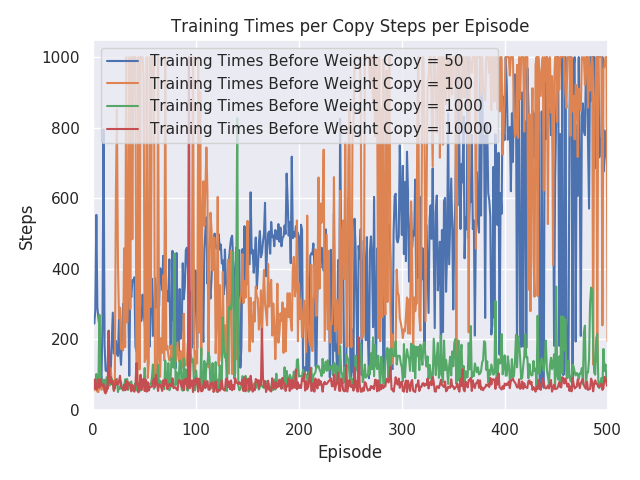 Training Times per Copy Steps per Episode
Training Times Before Weight Copy = 50
Training Times Before Weight Copy = 100
Training Times Before Weight Copy = 1000
Training Times Before Weight Copy = 10000
Steps
1000
800
600
400
200
0
0 100 200 300 400 500
Episode